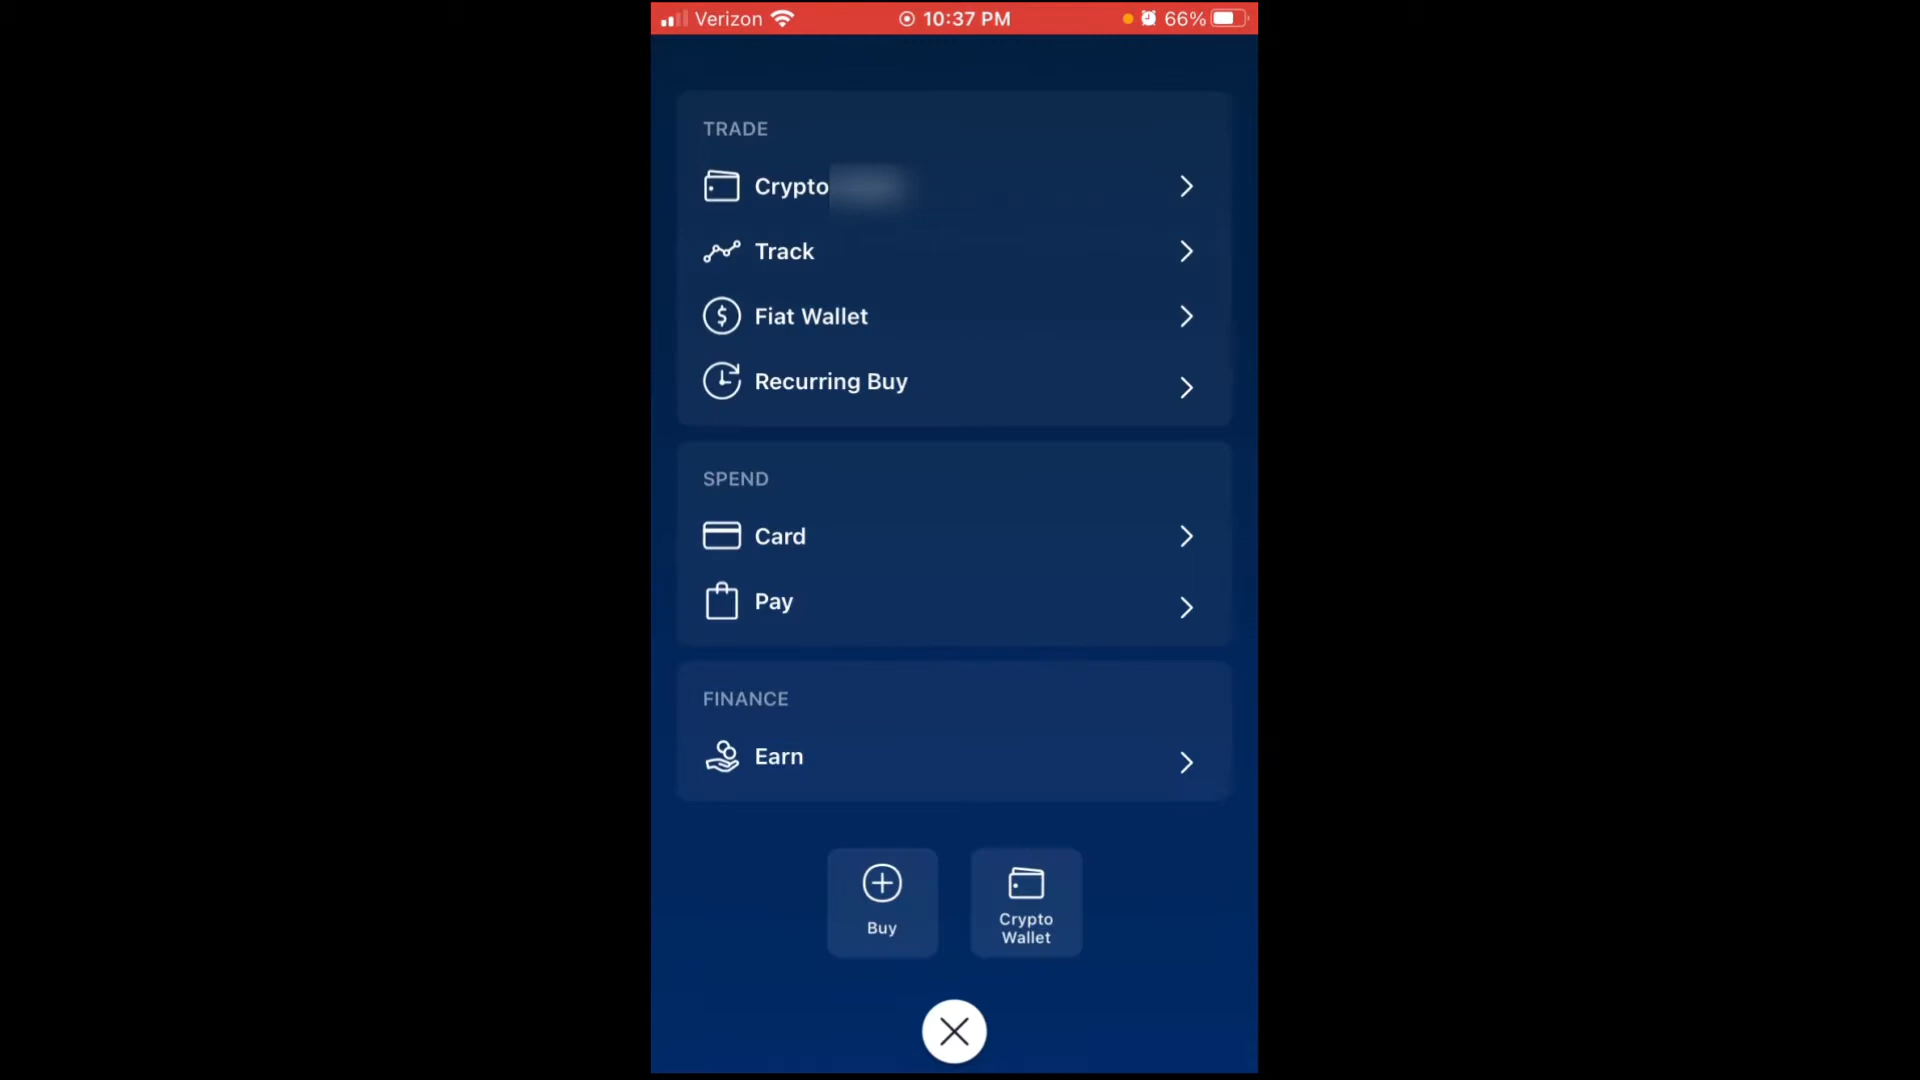 Verizon 10:37 PM 66%
TRADE
Crypto
Track
Fiat Wallet
Recurring Buy
SPEND
Card
Pay
FINANCE
Earn
Buy
Crypto
Wallet